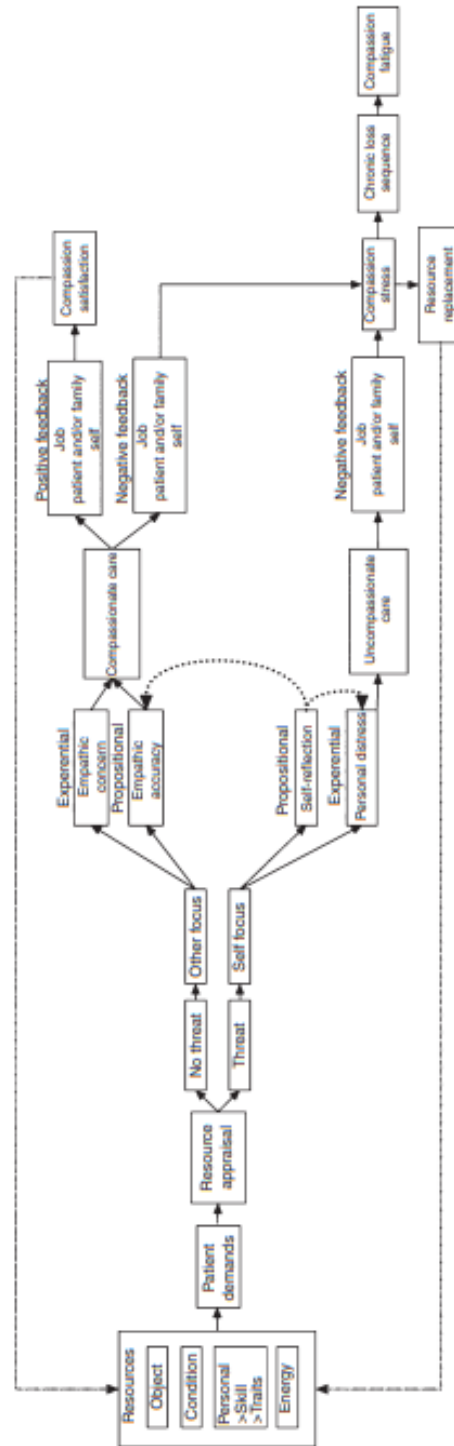 Resources
Object
Condition
Personal
>Skill
>Traits
Energy
Patient
demands
Resource
appraisal
No threat
Threat
Other focus
Self focus
Experential
Empathic
concern
Propositional
Empathic
accuracy
Propositional
Self-reflection
Experential
Personal distress
Compassionate care
Uncompassionate
care
Positive feedback
Job
patient and/or family
self
Negative feedback
Job
patient and/or family
self
Negative feedback
Job
patient and/or family
self
Compassion
satisfaction
Compassion
stress
Resource
replacement
Chronic loss
sequence
Compassion
fatigue